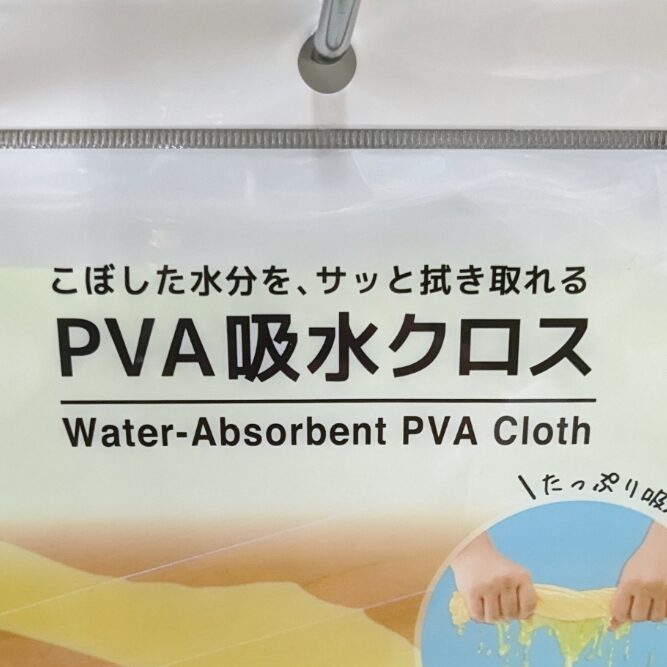 こぼした水分を、サッと拭き取れる
PVA吸水クロス
Water-Absorbent PVA Cloth
\たっぷり吸